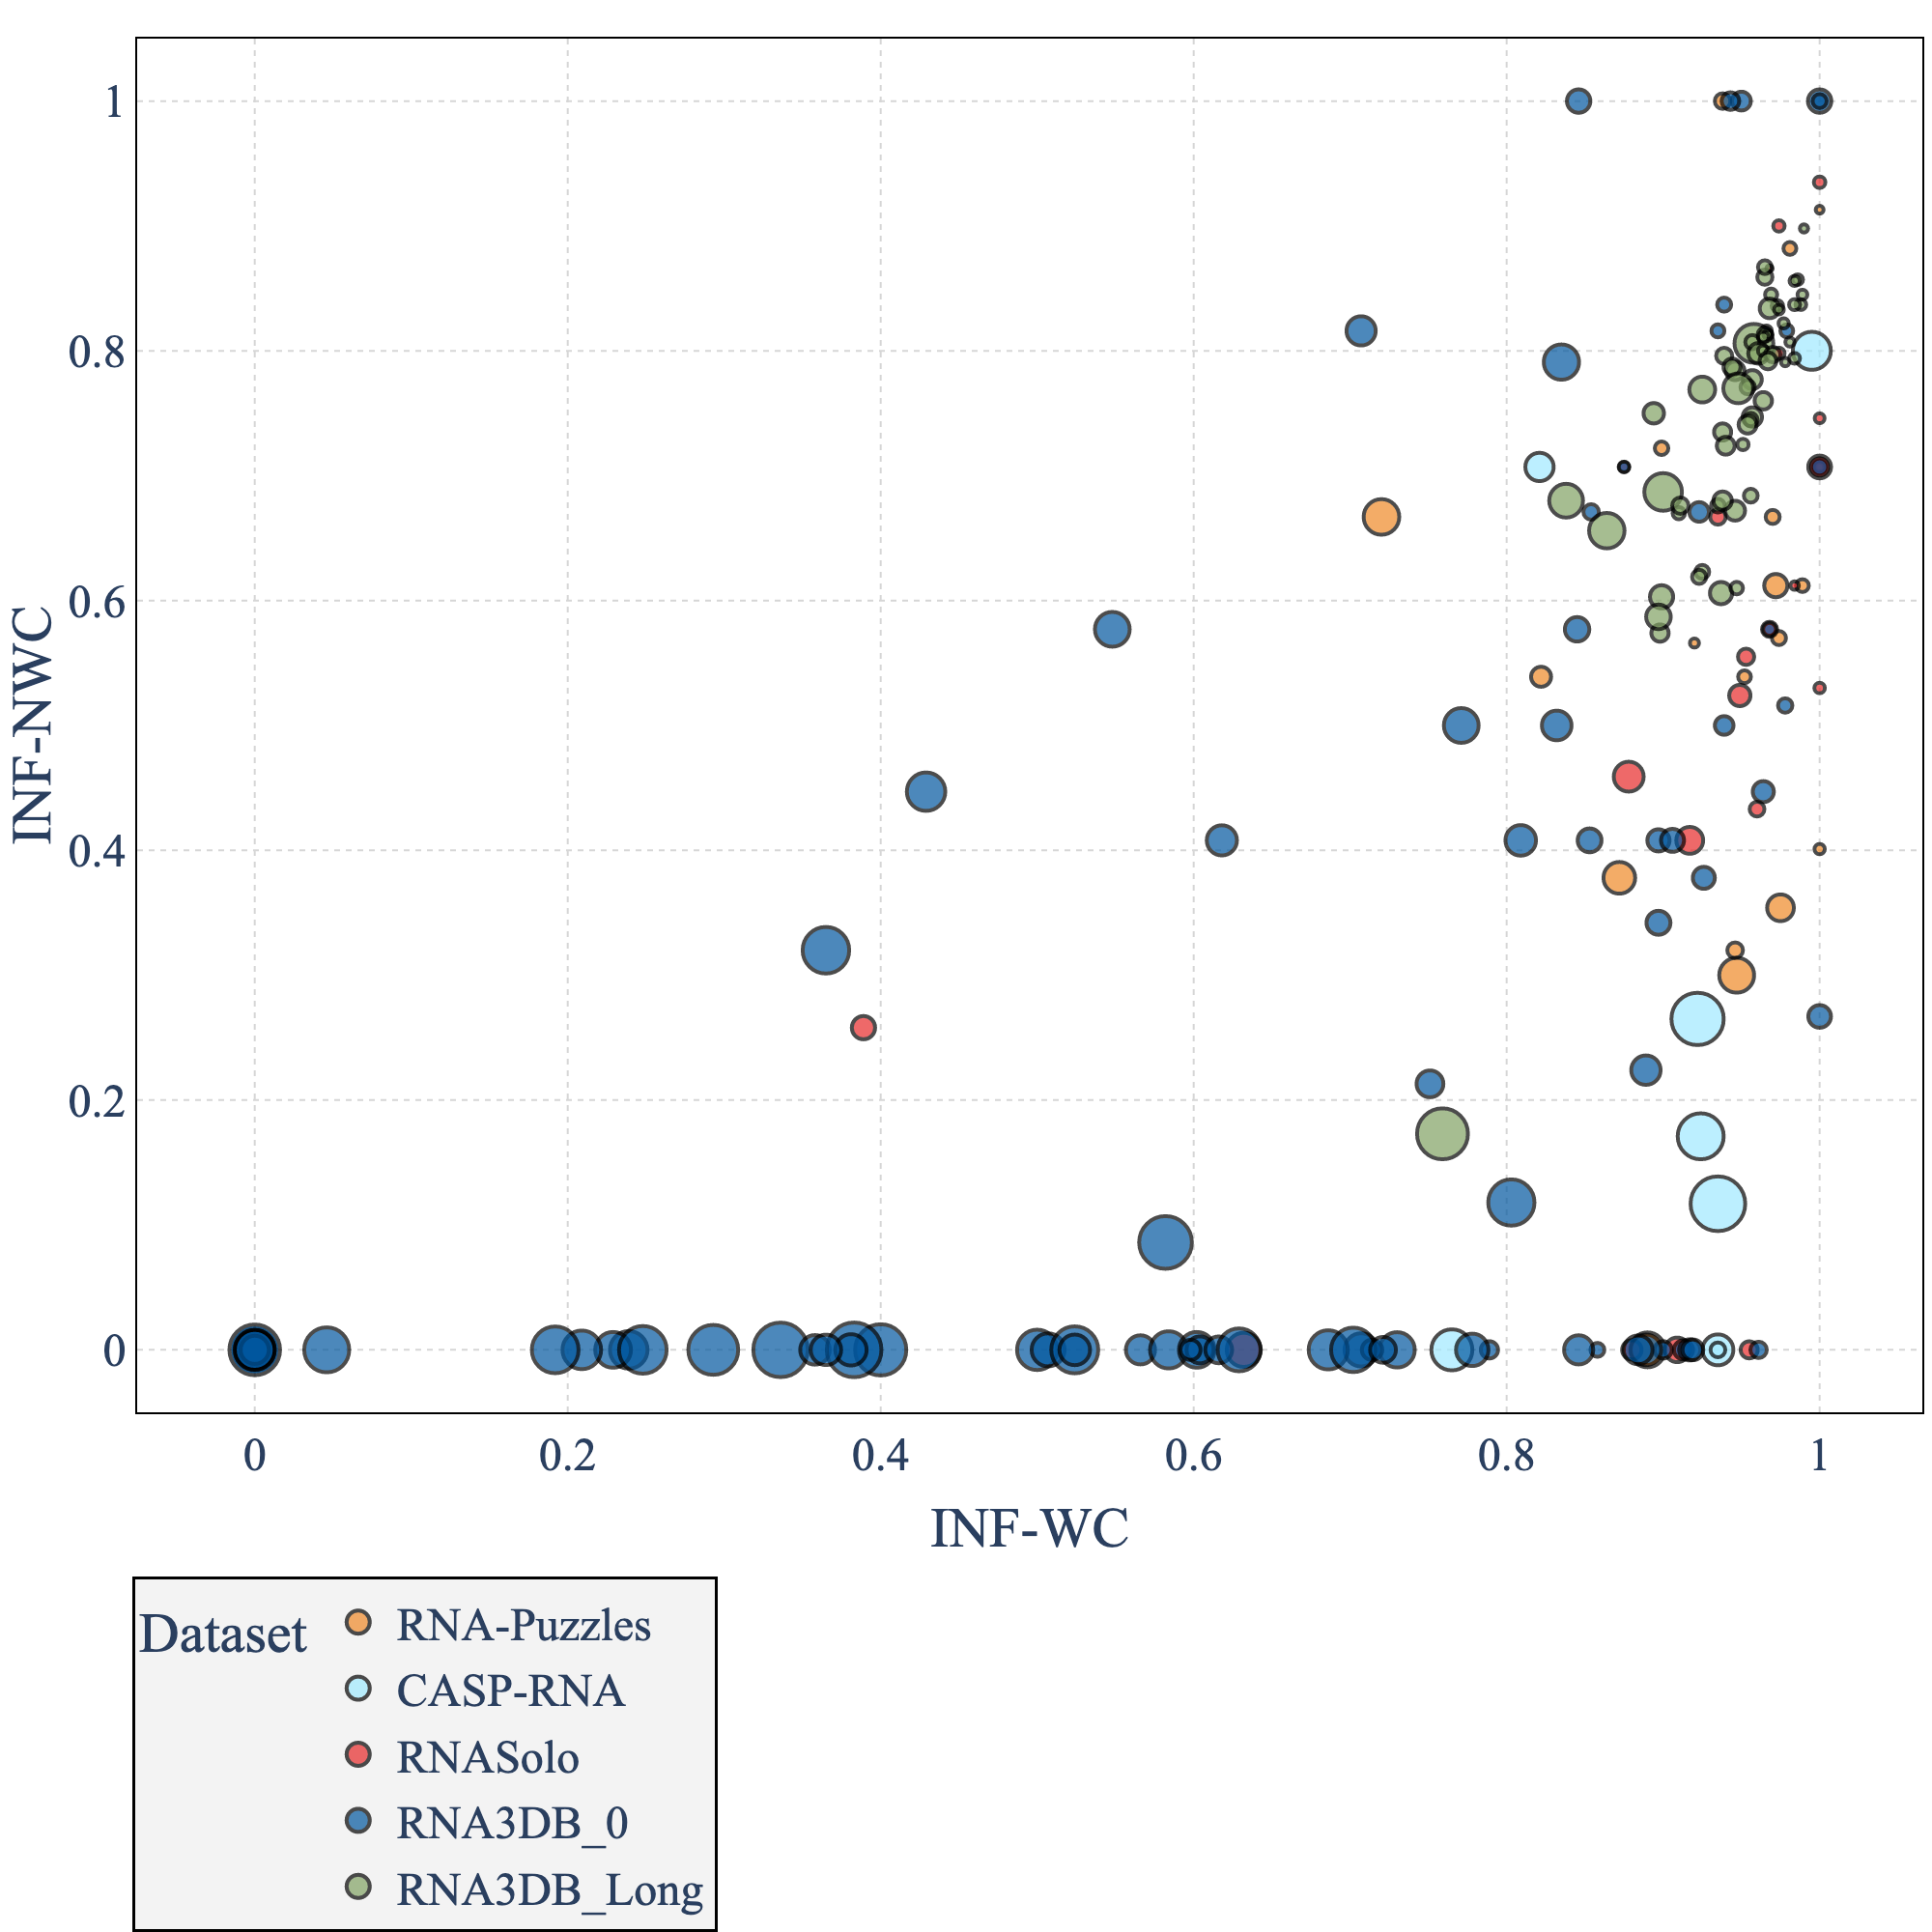 1
0.8
0.6
0.4
0.2
0
INF-NWC
0 0.2 0.4 0.6 0.8 1
INF-WC
Dataset
RNA-Puzzles
CASP-RNA
RNASolo
RNA3DB_0
RNA3DB_Long